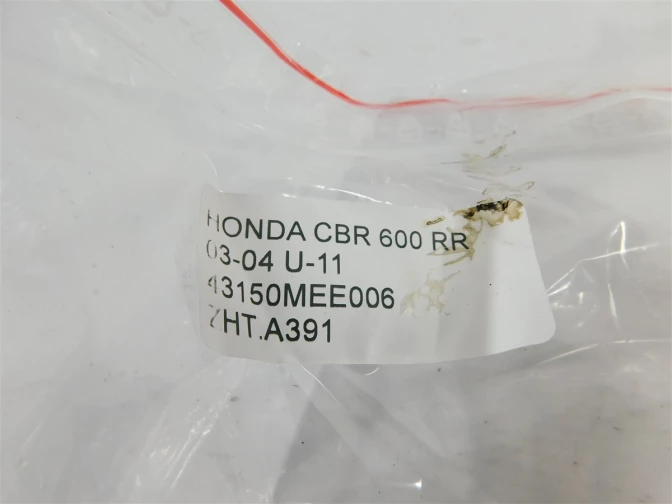 HONDA CBR 600 RR
03-04 U-11
43150MEE006
ZHT.A391